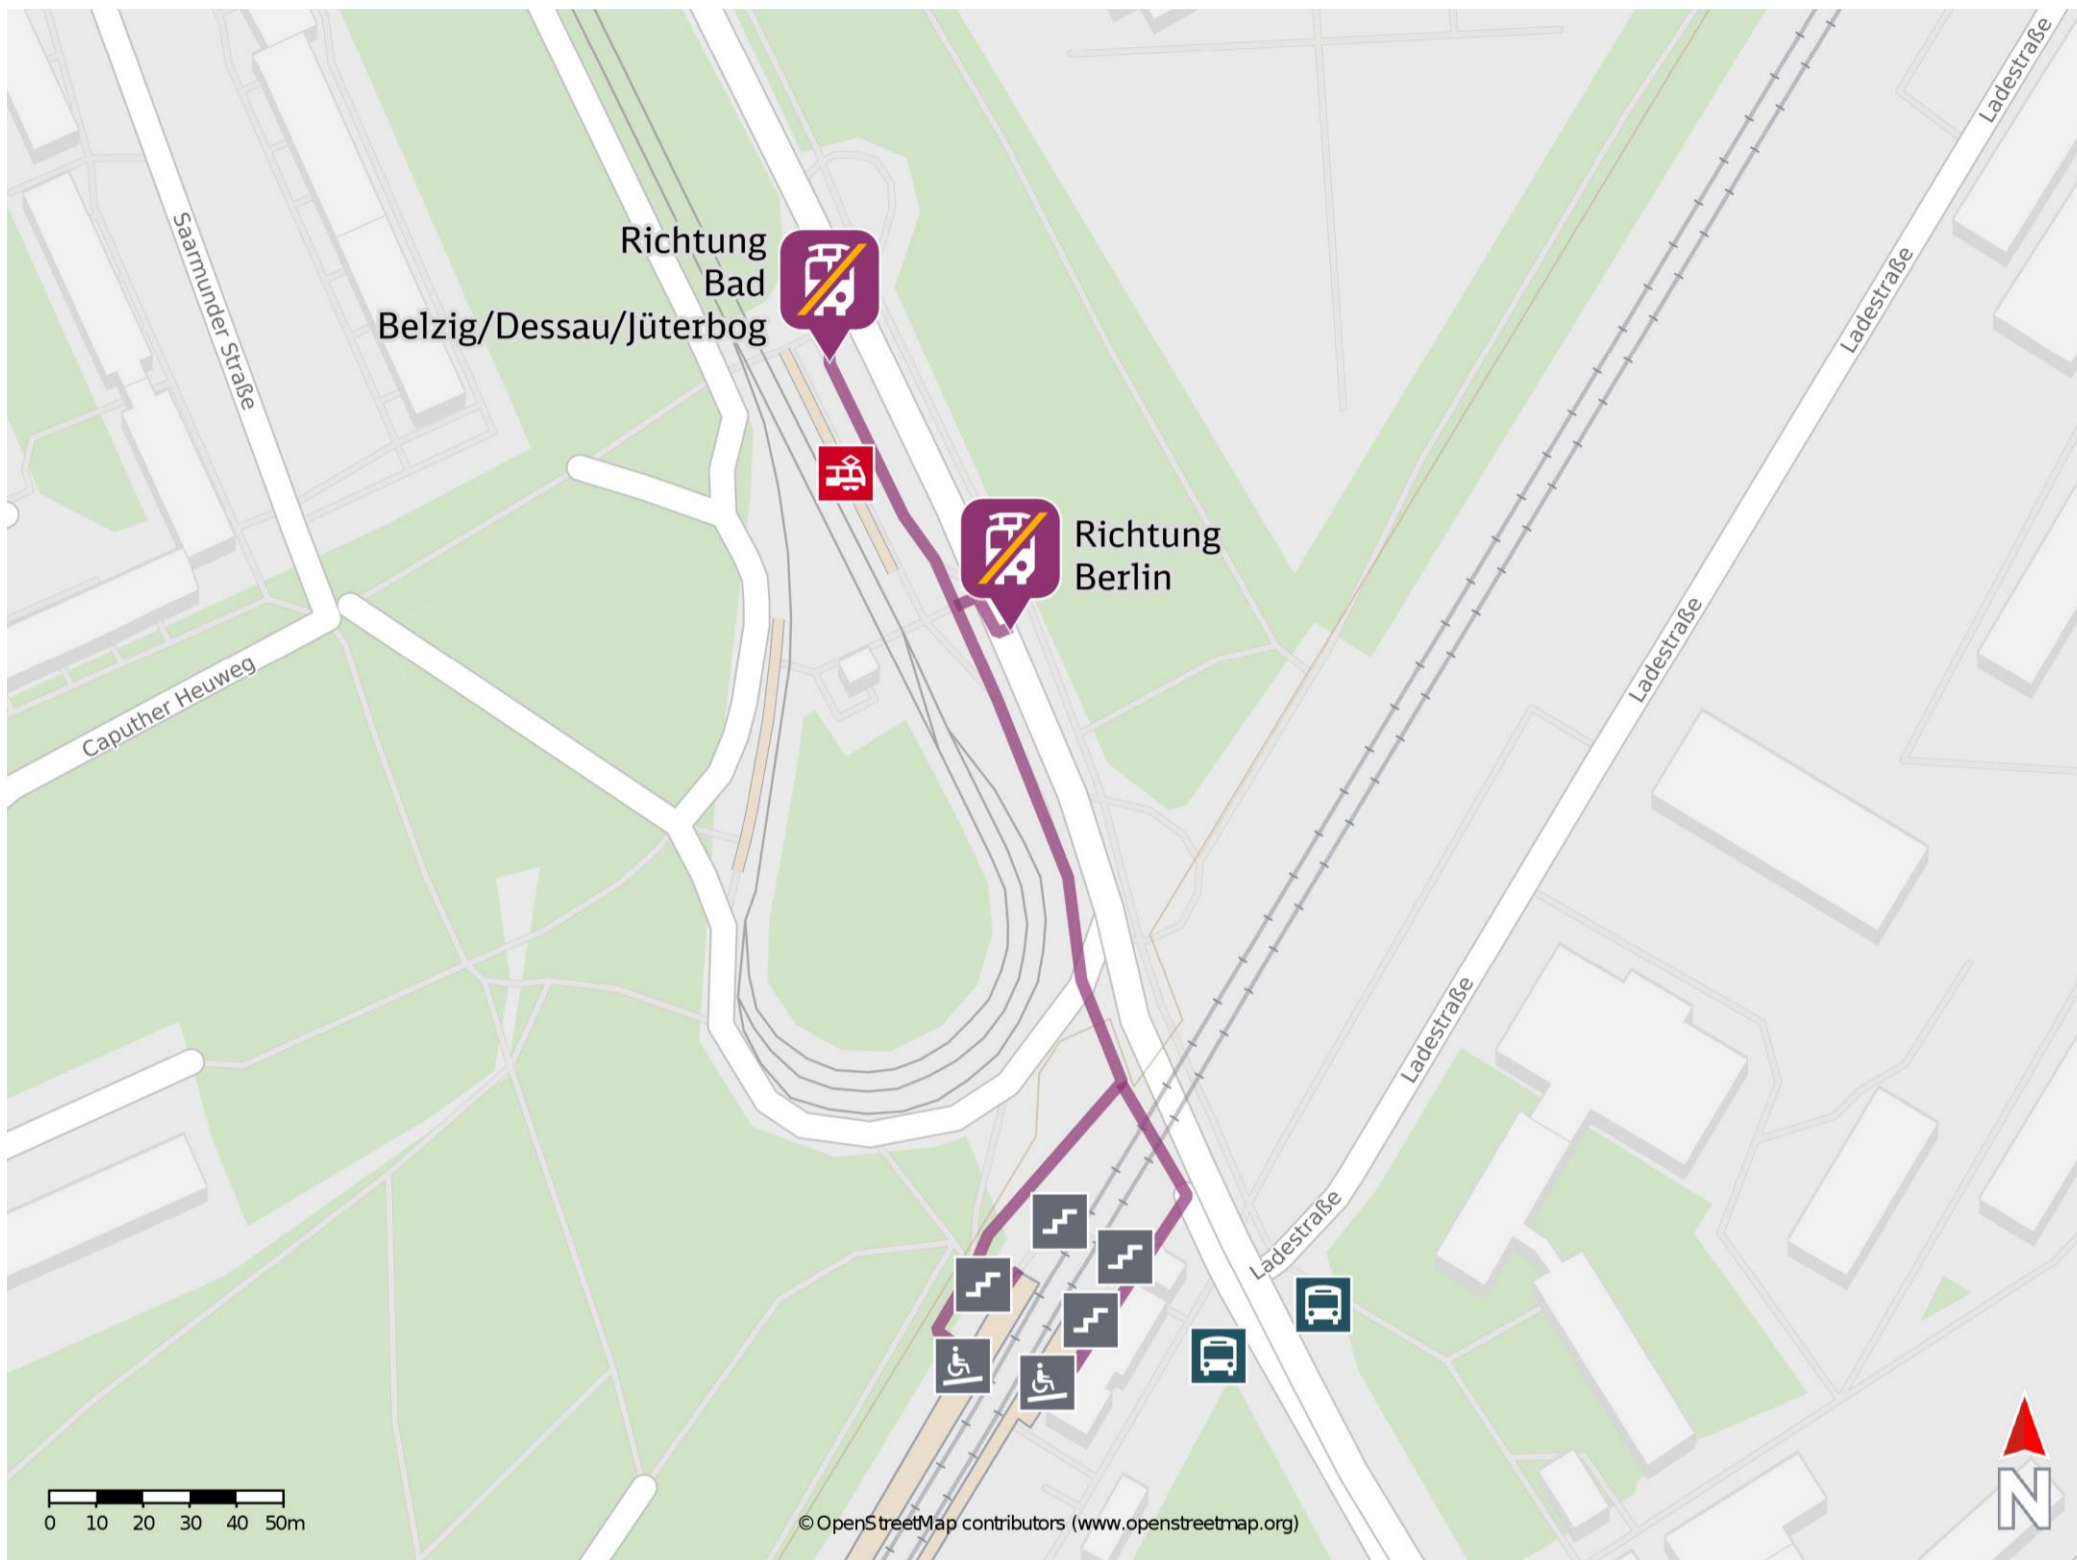 Ladestraße
Saarmunder Straße
Richtung
Bad
Belzig/Dessau/Jüterbog
Ladestraße
Richtung
Berlin
Ladestraße
Caputher Heuweg
Ladestraße
Ladestraße
0 10 20 30 40 50m
© OpenStreetMap contributors (www.openstreetmap.org)
N